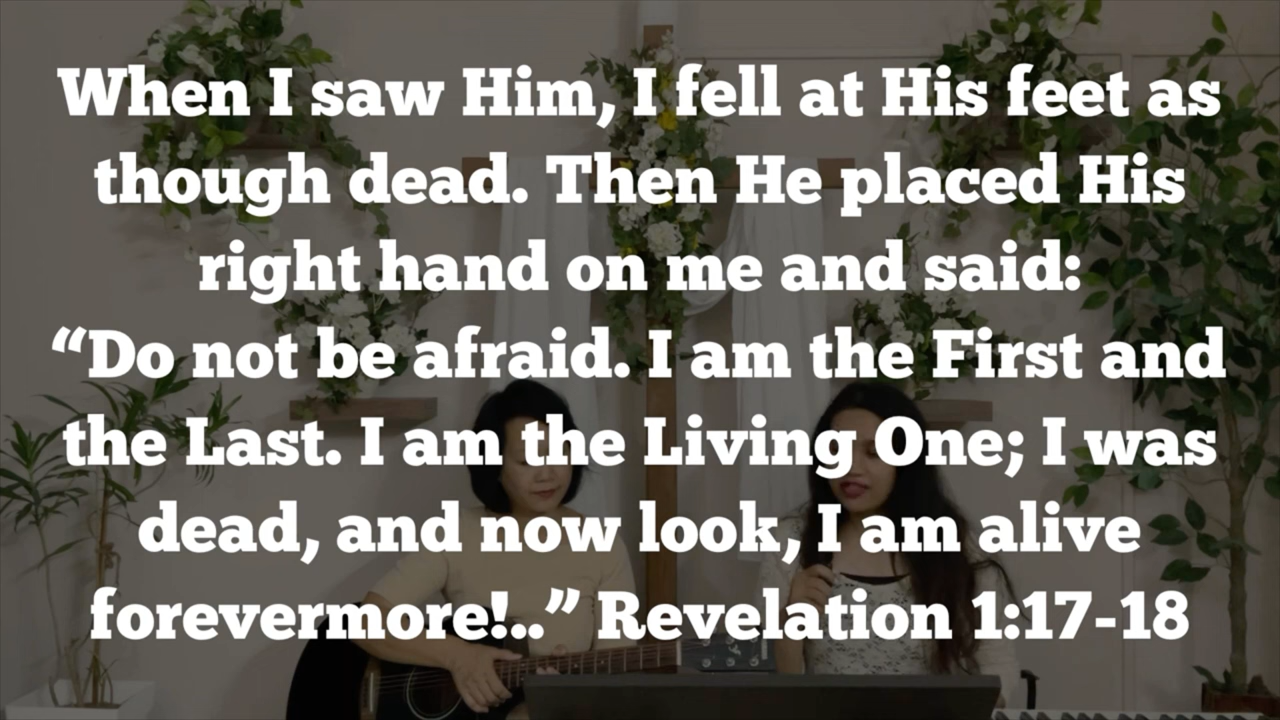 When I saw Him, I fell at His feet as
though dead. Then He placed His
right hand on me and said:
“Do not be afraid. I am the First and
the Last. I am the Living One; I was
dead, and now look, I am alive
forevermore!..” Revelation 1:17-18